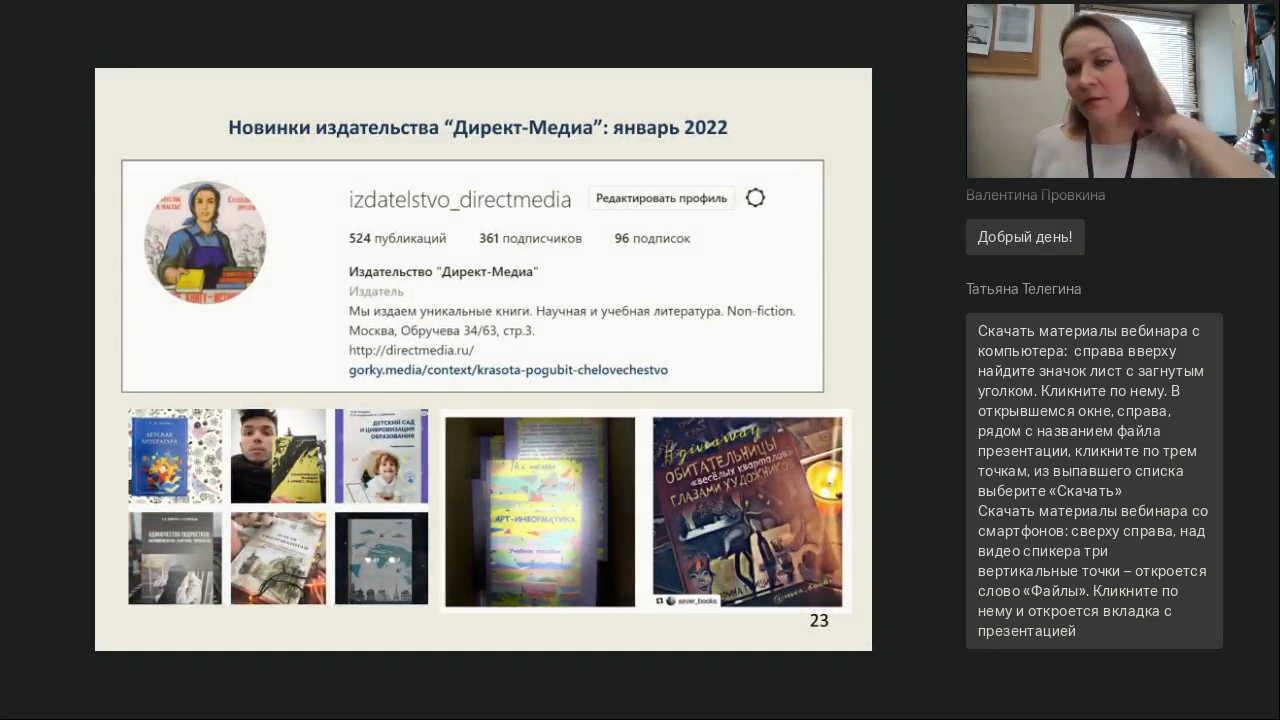 Новинки издательства “Директ-Медиа”: январь 2022
izdatelstvo_directmedia
Редактировать профиль
524 публикаций 361 подписчиков 96 подписок
Издательство "Директ-Медиа"
Издатель
Мы издаем уникальные книги. Научная и учебная литература. Non-fiction.
Москва, Обручева 34/63, стр.3.
http://directmedia.ru/
gorky.media/context/krasota-pogubit-chelovechestvo
ДЕТСКАЯ
ЛИТЕРАТУРА
ДЕТСКИЙ САД
И ЦИФРОВИЗАЦИЯ
ОБРАЗОВАНИЯ
АРТ-ИНФОРМАТИКА
Учебное пособие
giveaway
ОБИТАТЕЛЬНИЦЫ
«ВЕСЁЛЫХ КВАРТАЛОВ»
ГЛАЗАМИ ХУДОЖНИКОВ
sever_books
23
Валентина Провкина
Добрый день!
Татьяна Телегина
Скачать материалы вебинара с
компьютера: справа вверху
найдите значок лист с загнутым
уголком. Кликните по нему. В
открывшемся окне, справа,
рядом с названием файла
презентации, кликните по трем
точкам, из выпавшего списка
выберите «Скачать»
Скачать материалы вебинара со
смартфонов: сверху справа, над
видео спикера три
вертикальные точки – откроется
слово «Файлы». Кликните по
нему и откроется вкладка с
презентацией